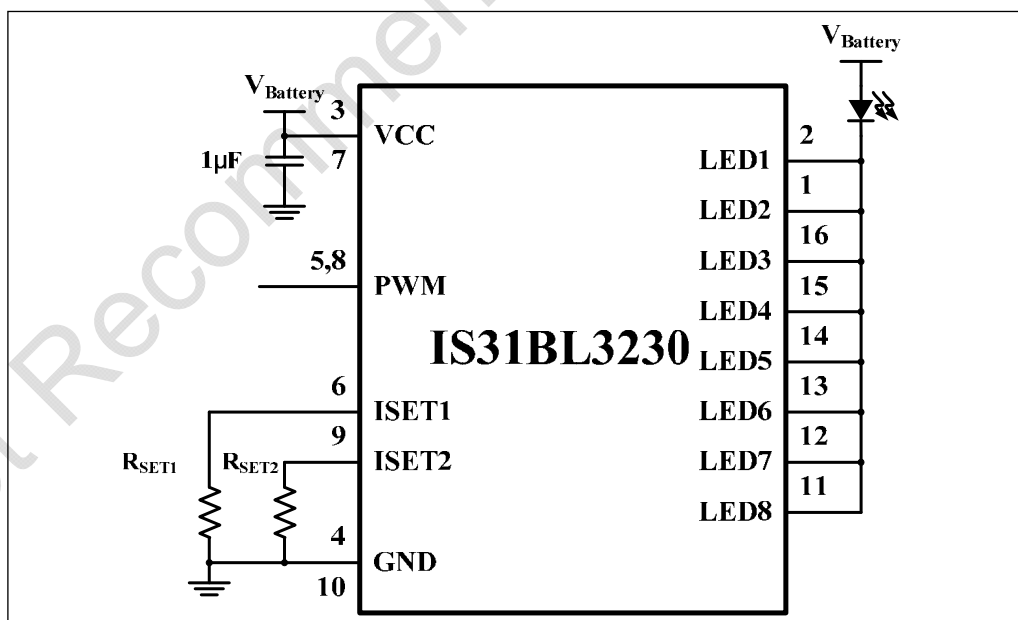 V_Battery
3
VCC
7
1µF
5,8
PWM
6
ISET1
9
ISET2
R_SET1
R_SET2
4
GND
10
IS31BL3230
V_Battery
2
LED1
1
LED2
16
LED3
15
LED4
14
LED5
13
LED6
12
LED7
11
LED8
Recommen